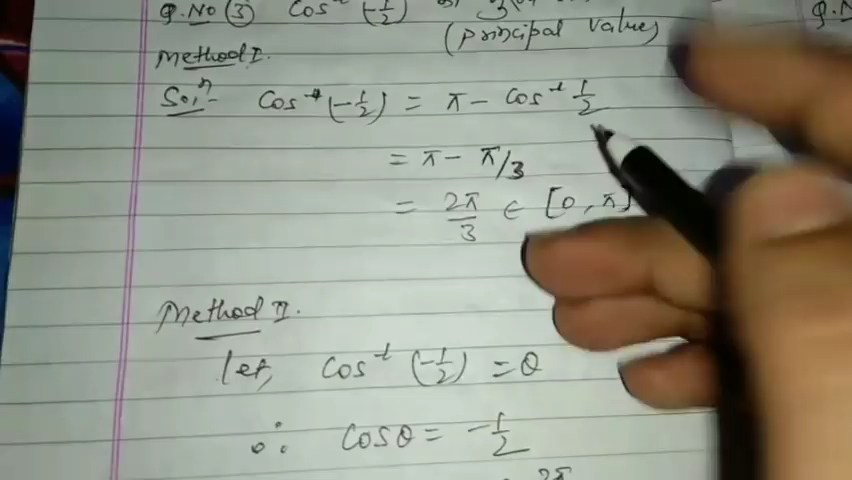 Q.No (3) Cos⁻¹(-1/2)
(principal value)
Method I.
Solⁿ:- Cos⁻¹(-1/2) = π - Cos⁻¹ 1/2
= π - π/3
= 2π/3 ∈ [0, π]
Method II.
let, Cos⁻¹(-1/2) = θ
∴ Cosθ = -1/2
2π